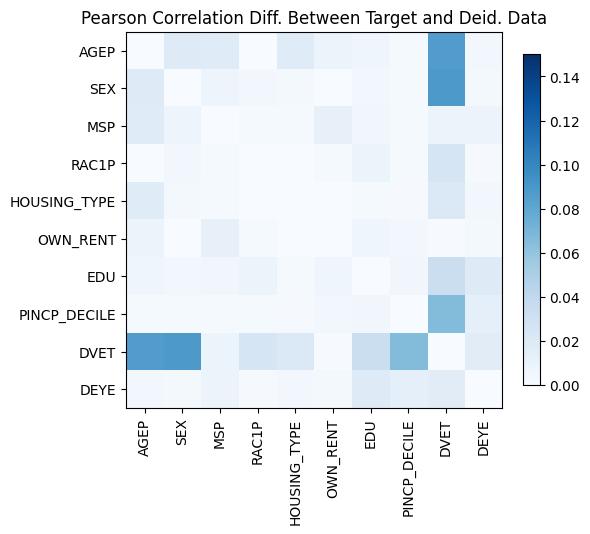 Pearson Correlation Diff. Between Target and Deid. Data
AGEP
SEX
MSP
RAC1P
HOUSING_TYPE
OWN_RENT
EDU
PINCP_DECILE
DVET
DEYE
0.14
0.12
0.10
0.08
0.06
0.04
0.02
0.00
AGEP
SEX
MSP
RAC1P
HOUSING_TYPE
OWN_RENT
EDU
PINCP_DECILE
DVET
DEYE